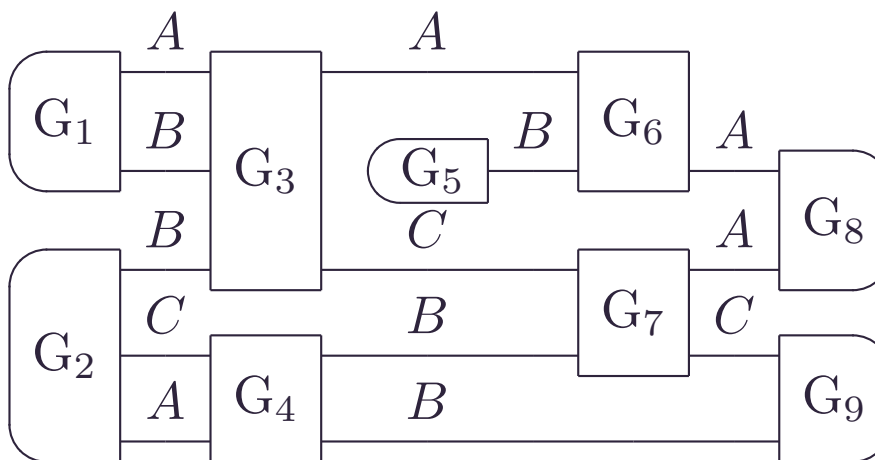 A A
G₁ B G₃ B G₆ A
G₅
B C A G₈
C B G₇ C
G₂ A G₄ B G₉